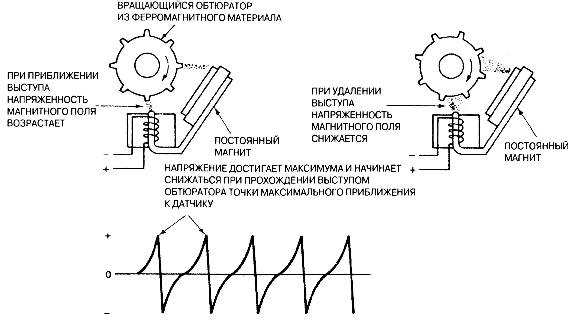 ВРАЩАЮЩИЙСЯ ОБТЮРАТОР
ИЗ ФЕРРОМАГНИТНОГО МАТЕРИАЛА
ПРИ ПРИБЛИЖЕНИИ
ВЫСТУПА
НАПРЯЖЕННОСТЬ
МАГНИТНОГО ПОЛЯ
ВОЗРАСТАЕТ
ПОСТОЯННЫЙ
МАГНИТ
–
+
ПРИ УДАЛЕНИИ
ВЫСТУПА
НАПРЯЖЕННОСТЬ
МАГНИТНОГО ПОЛЯ
СНИЖАЕТСЯ
ПОСТОЯННЫЙ
МАГНИТ
–
+
НАПРЯЖЕНИЕ ДОСТИГАЕТ МАКСИМУМА И НАЧИНАЕТ
СНИЖАТЬСЯ ПРИ ПРОХОЖДЕНИИ ВЫСТУПОМ
ОБТЮРАТОРА ТОЧКИ МАКСИМАЛЬНОГО ПРИБЛИЖЕНИЯ
К ДАТЧИКУ
+
0
–